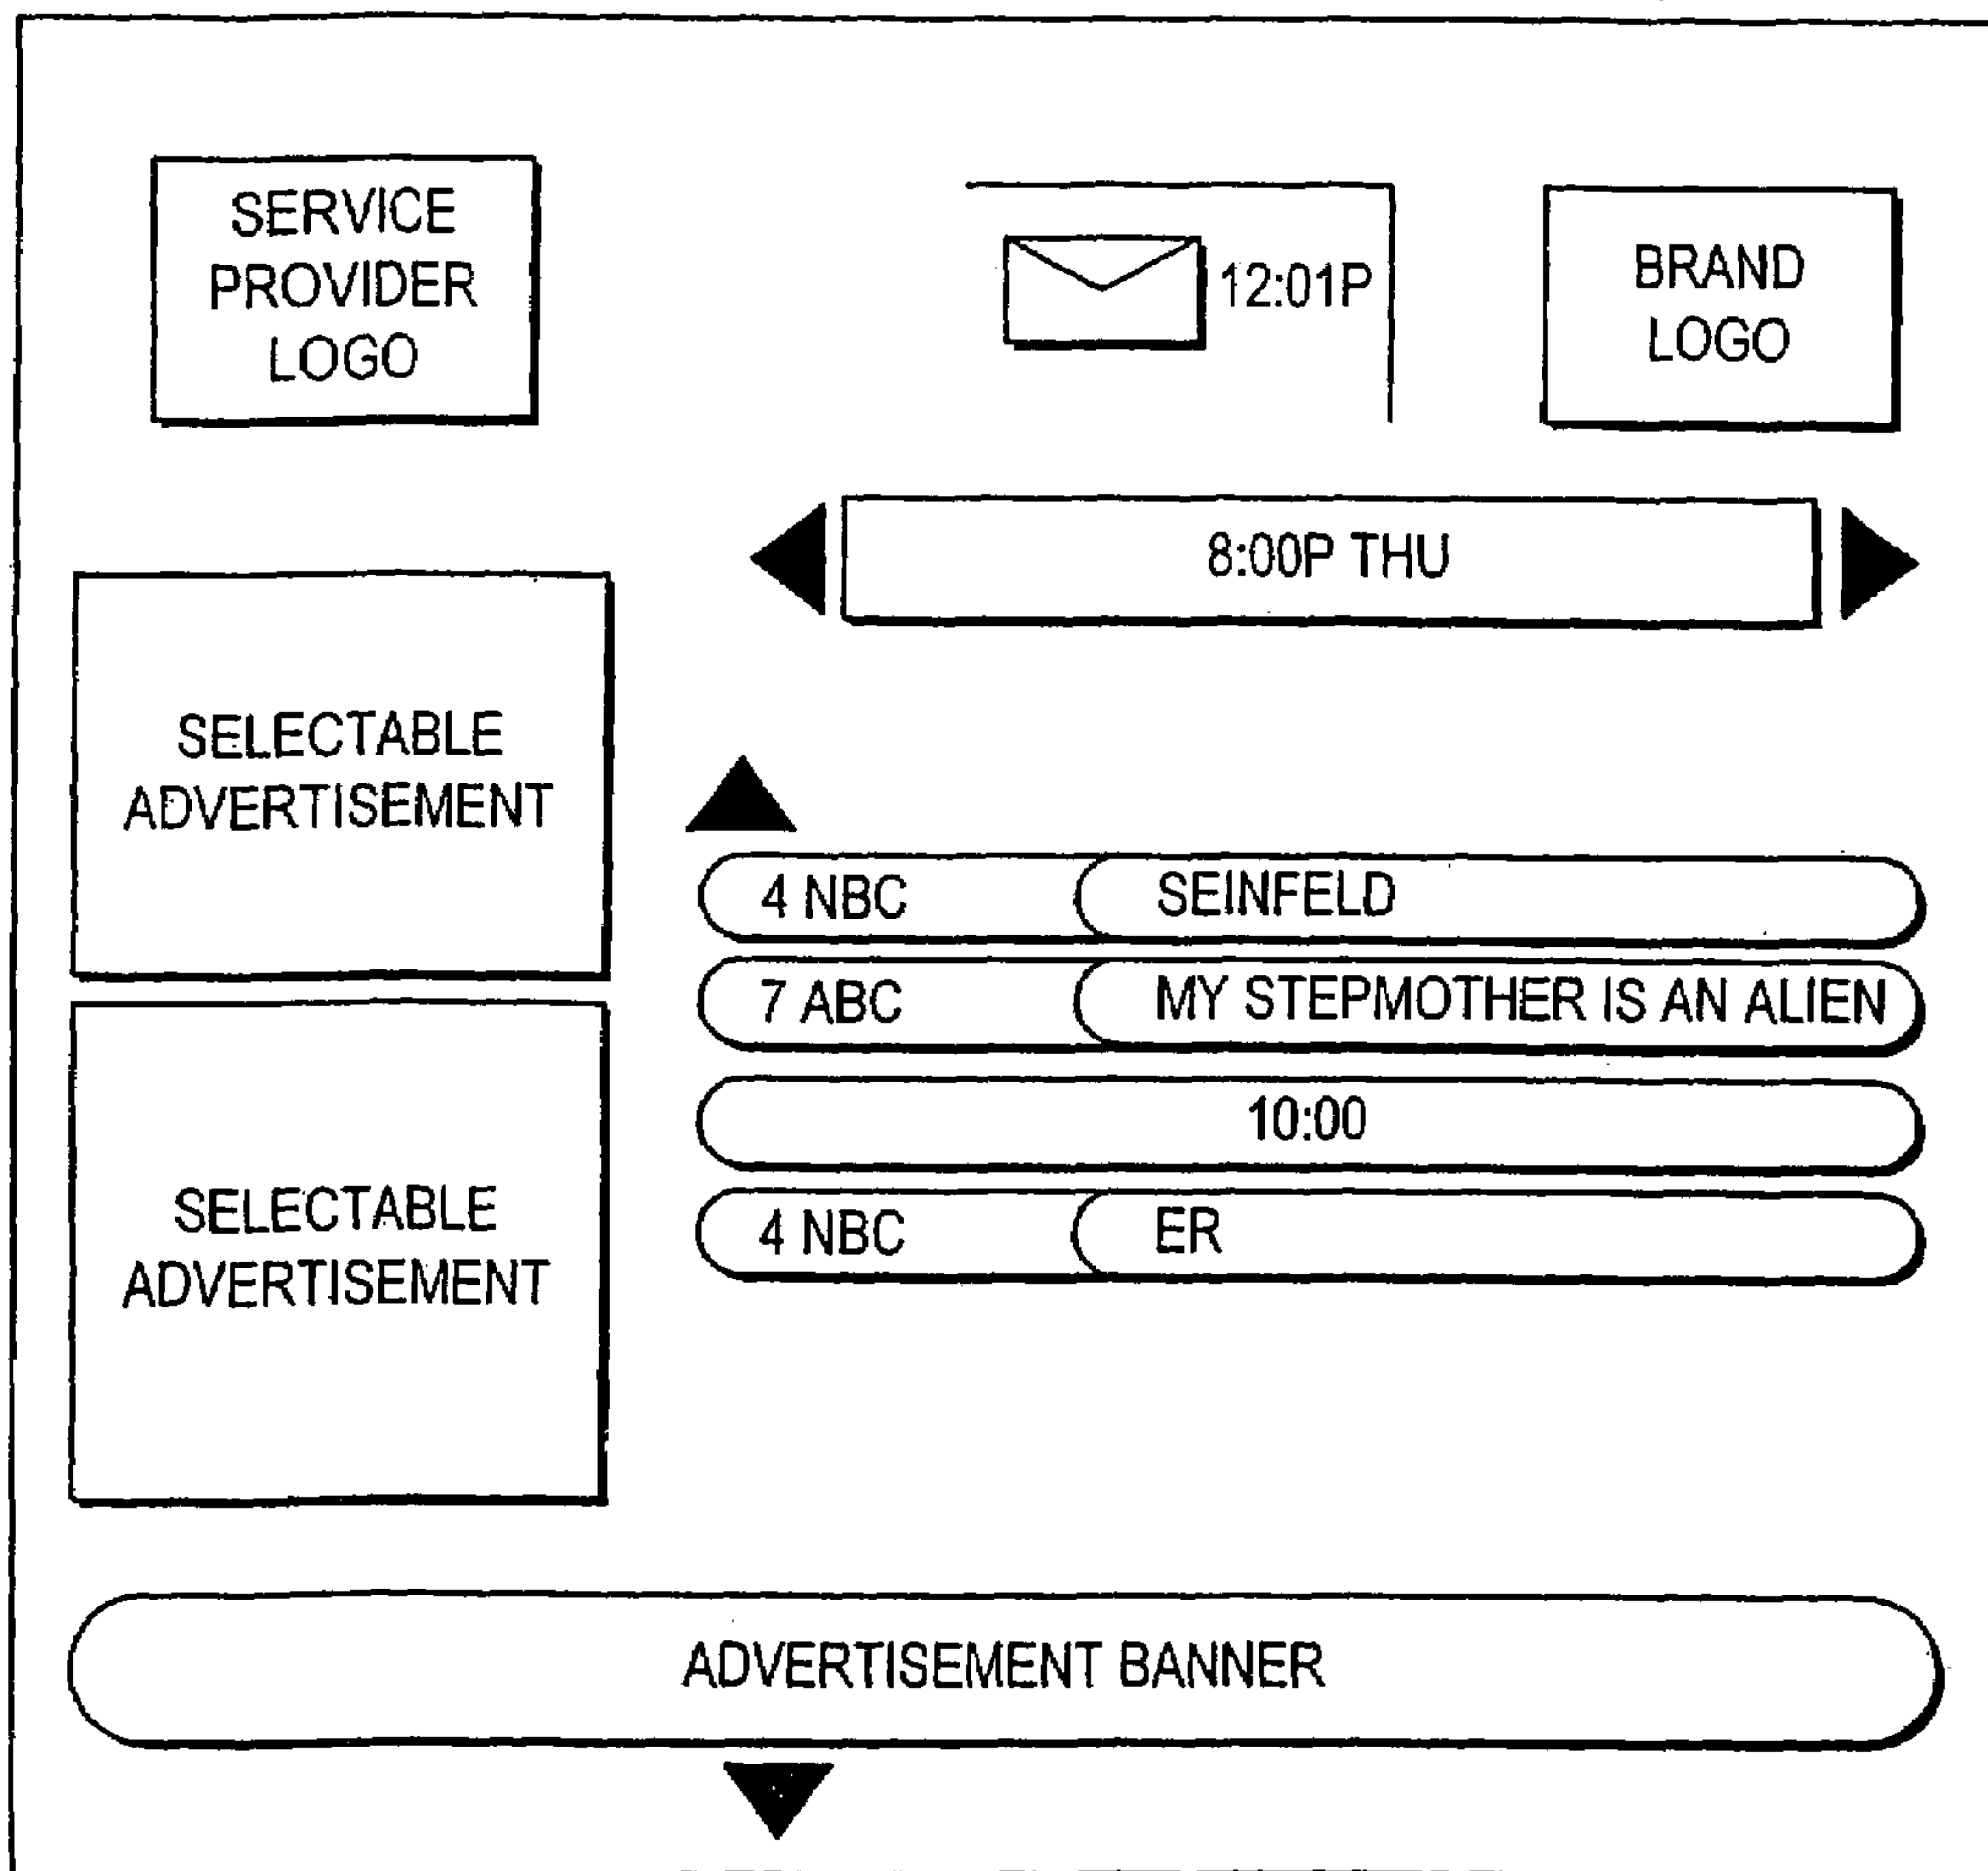 SERVICE
PROVIDER
LOGO
12:01P
BRAND
LOGO
8:00P THU
SELECTABLE
ADVERTISEMENT
4 NBC SEINFELD
7 ABC MY STEPMOTHER IS AN ALIEN
10:00
4 NBC ER
SELECTABLE
ADVERTISEMENT
ADVERTISEMENT BANNER